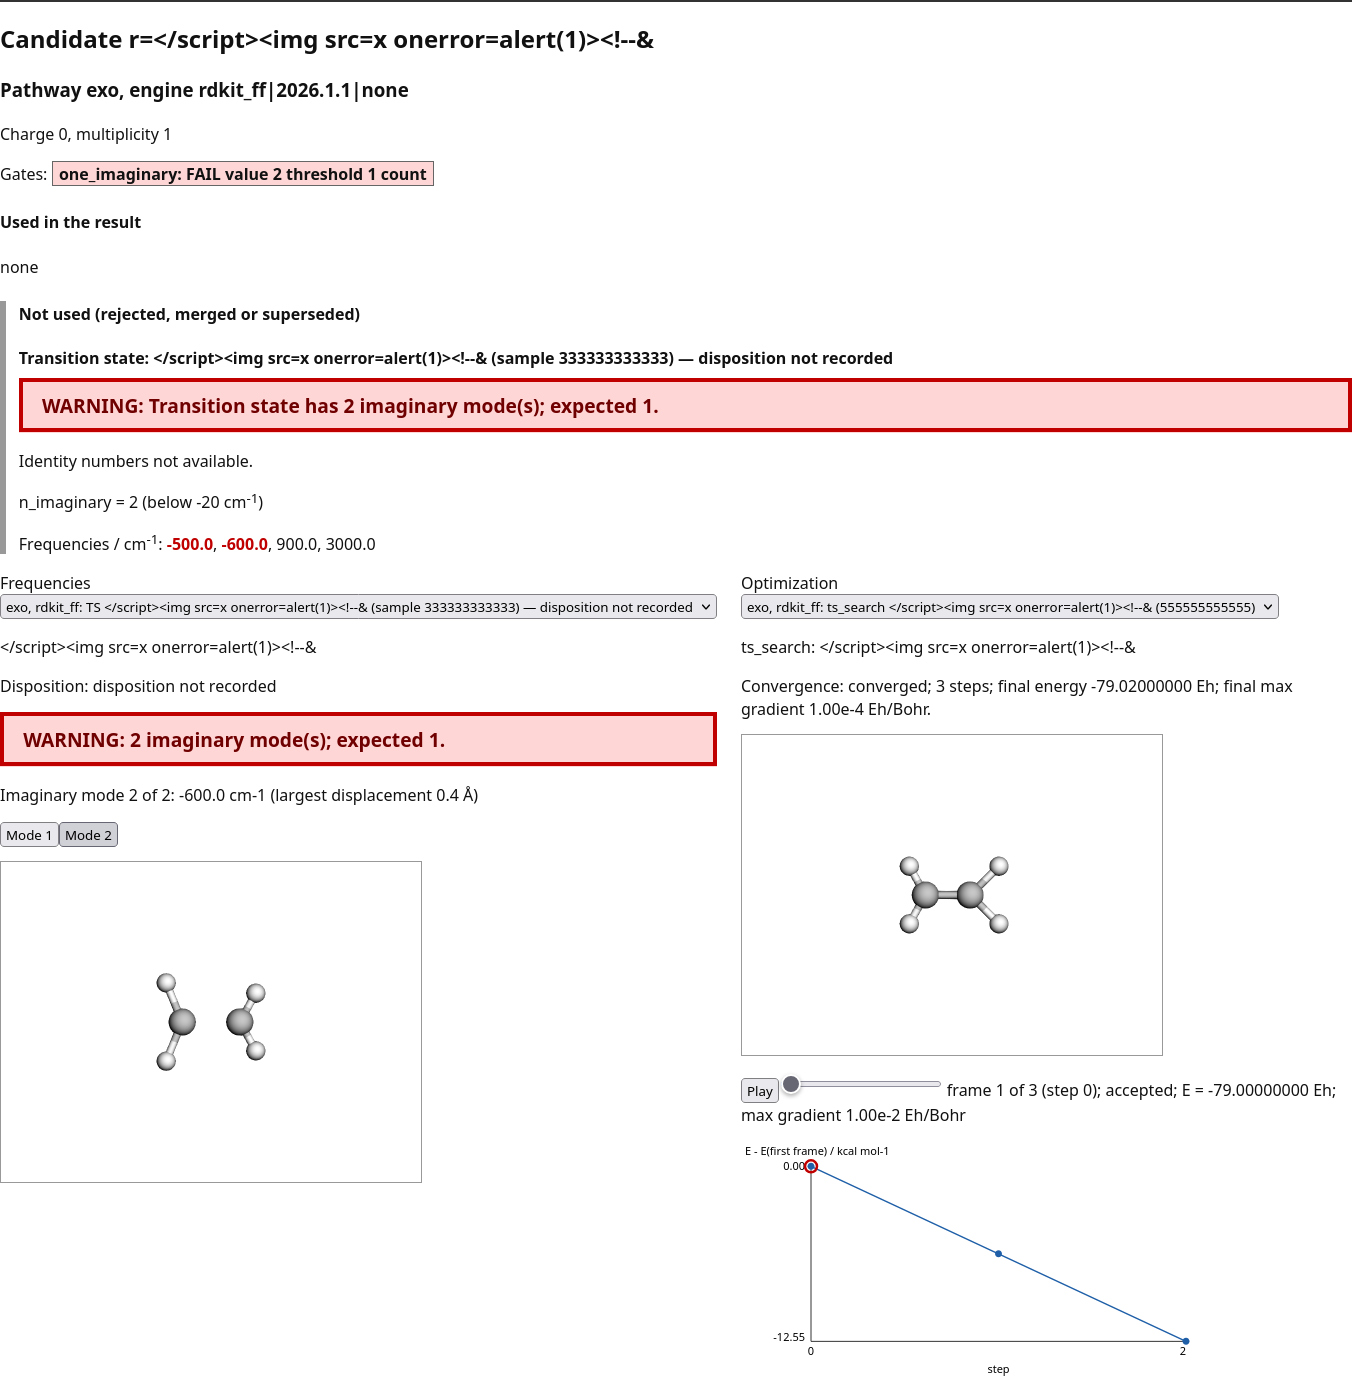 Candidate r=</script><img src=x onerror=alert(1)><!--&
Pathway exo, engine rdkit_ff|2026.1.1|none
Charge 0, multiplicity 1
Gates: one_imaginary: FAIL value 2 threshold 1 count
Used in the result
none
Not used (rejected, merged or superseded)
Transition state: </script><img src=x onerror=alert(1)><!--& (sample 333333333333) — disposition not recorded
WARNING: Transition state has 2 imaginary mode(s); expected 1.
Identity numbers not available.
n_imaginary = 2 (below -20 cm-1)
Frequencies / cm-1: -500.0, -600.0, 900.0, 3000.0
Frequencies
exo, rdkit_ff: TS </script><img src=x onerror=alert(1)><!--& (sample 333333333333) — disposition not recorded
</script><img src=x onerror=alert(1)><!--&
Disposition: disposition not recorded
WARNING: 2 imaginary mode(s); expected 1.
Imaginary mode 2 of 2: -600.0 cm-1 (largest displacement 0.4 Å)
Mode 1 Mode 2
Optimization
exo, rdkit_ff: ts_search </script><img src=x onerror=alert(1)><!--& (555555555555)
ts_search: </script><img src=x onerror=alert(1)><!--&
Convergence: converged; 3 steps; final energy -79.02000000 Eh; final max
gradient 1.00e-4 Eh/Bohr.
Play frame 1 of 3 (step 0); accepted; E = -79.00000000 Eh;
max gradient 1.00e-2 Eh/Bohr
E - E(first frame) / kcal mol-1
0.00
-12.55
0 2
step